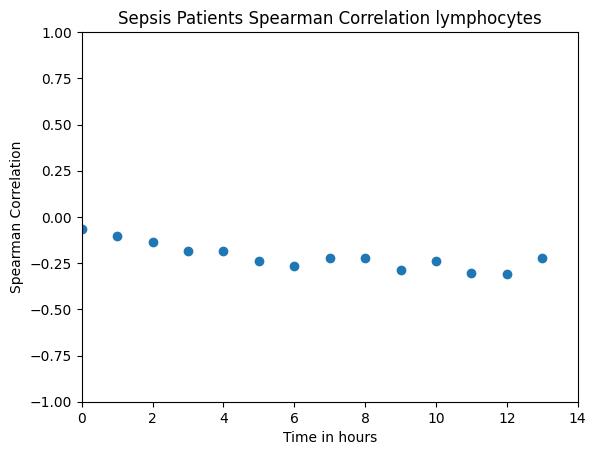 Sepsis Patients Spearman Correlation lymphocytes
1.00
0.75
0.50
0.25
0.00
−0.25
−0.50
−0.75
−1.00
Spearman Correlation
0 2 4 6 8 10 12 14
Time in hours